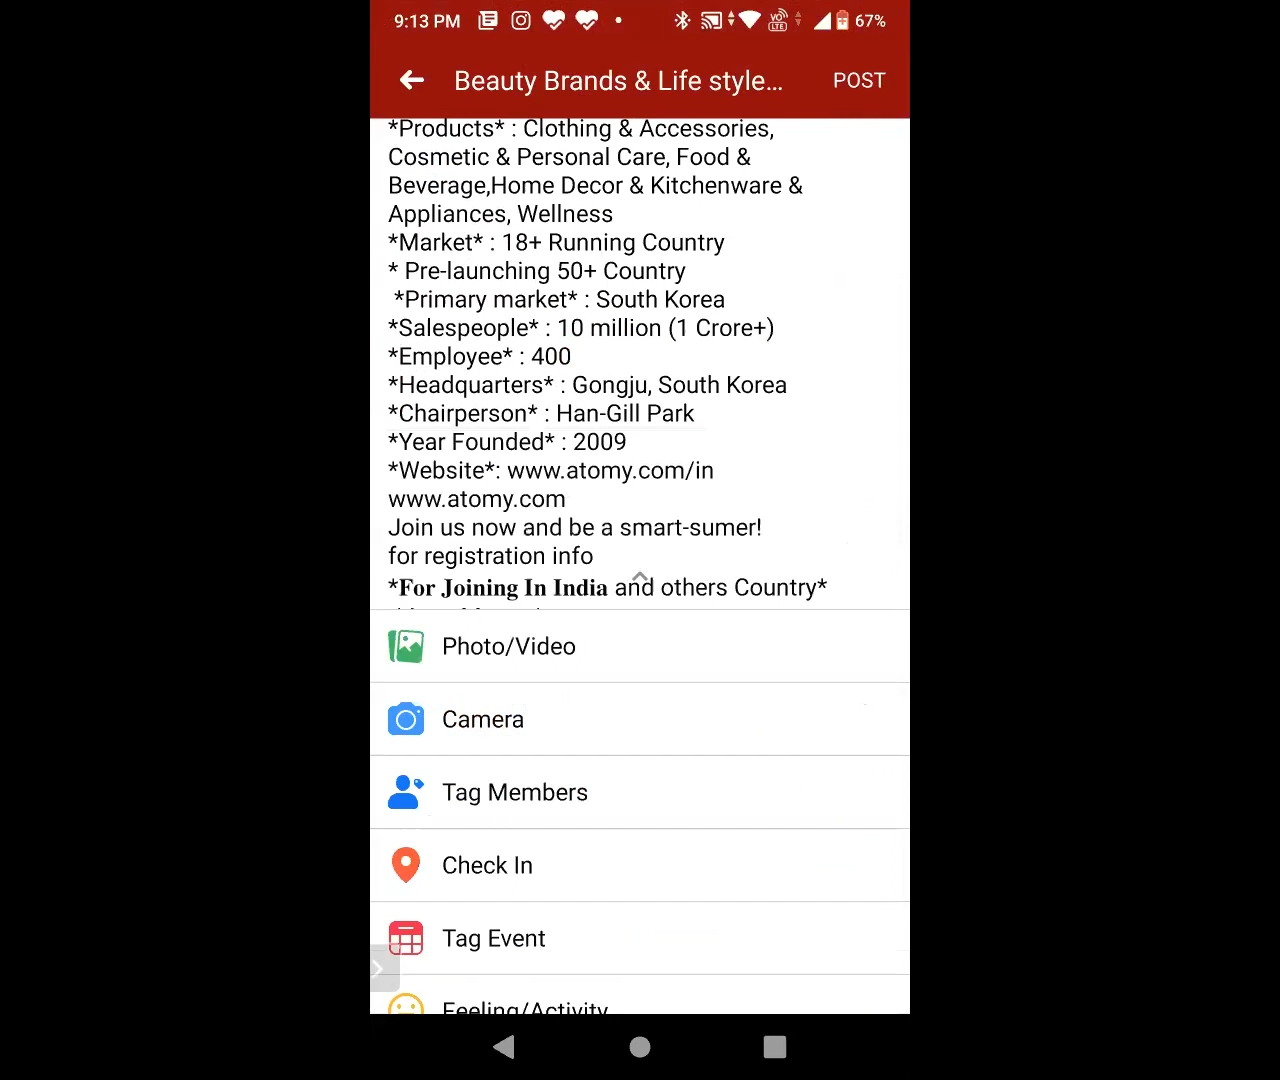 9:13 PM
VO
LTE
67%
Beauty Brands & Life style...
POST
*Products* : Clothing & Accessories,
Cosmetic & Personal Care, Food &
Beverage,Home Decor & Kitchenware &
Appliances, Wellness
*Market* : 18+ Running Country
* Pre-launching 50+ Country
*Primary market* : South Korea
*Salespeople* : 10 million (1 Crore+)
*Employee* : 400
*Headquarters* : Gongju, South Korea
*Chairperson* : Han-Gill Park
*Year Founded* : 2009
*Website*: www.atomy.com/in
www.atomy.com
Join us now and be a smart-sumer!
for registration info
*𝐅𝐨𝐫 𝐉𝐨𝐢𝐧𝐢𝐧𝐠 𝐈𝐧 𝐈𝐧𝐝𝐢𝐚 and others Country*
Photo/Video
Camera
Tag Members
Check In
Tag Event
Feeling/Activity